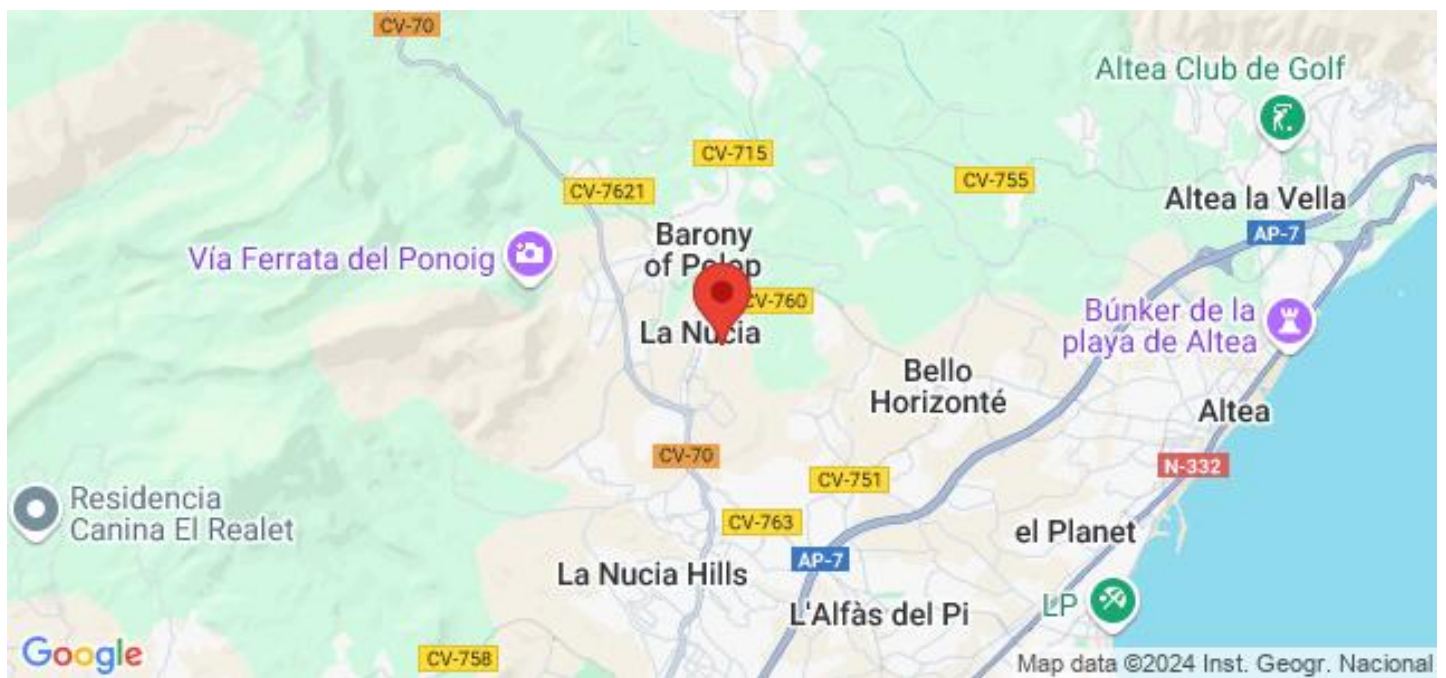 CV-70
Altea Club de Golf
CV-715
CV-755
CV-7621
Altea la Vella
Barony
of Polop
AP-7
Vía Ferrata del Ponoig
CV-760
Búnker de la
playa de Altea
La Nucia
Bello
Horizonté
Altea
CV-70
N-332
CV-751
Residencia
Canina El Realet
CV-763
el Planet
AP-7
La Nucia Hills
LP
L'Alfàs del Pi
Google
CV-758
Map data ©2024 Inst. Geogr. Nacional